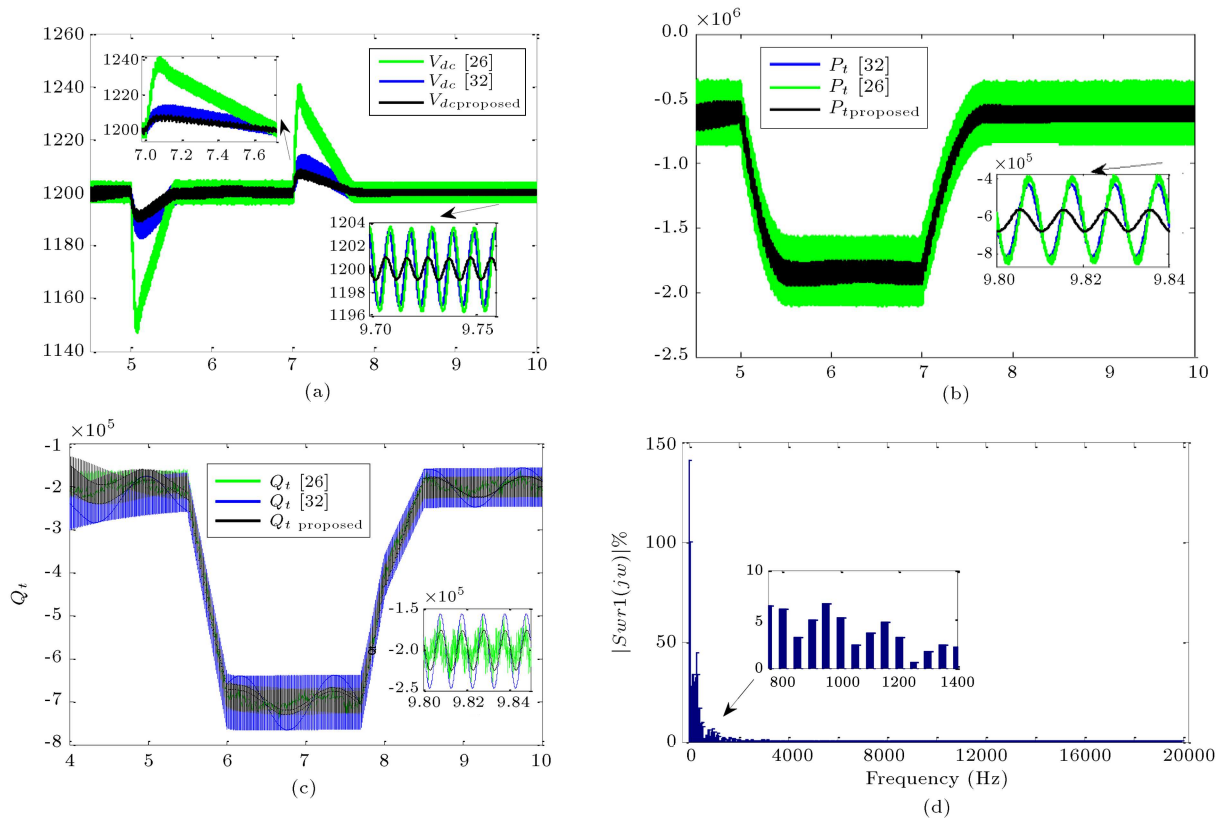 1260
1240
1220
1200
1180
1160
1140
5 6 7 8 9 10
V_dc [26]
V_dc [32]
V_dcproposed
1240
1220
1200
7.0 7.2 7.4 7.6
1204
1202
1200
1198
1196
9.70 9.75
(a)
×10^6
0.0
-0.5
-1.0
-1.5
-2.0
-2.5
5 6 7 8 9 10
P_t [32]
P_t [26]
P_tproposed
×10^5
-4
-6
-8
9.80 9.82 9.84
(b)
×10^5
Q_t
-1
-2
-3
-4
-5
-6
-7
-8
4 5 6 7 8 9 10
Q_t [26]
Q_t [32]
Q_t proposed
×10^5
-1.5
-2.0
-2.5
9.80 9.82 9.84
(c)
|Swr1(jw)|%
150
100
50
0
0 4000 8000 12000 16000 20000
Frequency (Hz)
10
5
0
800 1000 1200 1400
(d)